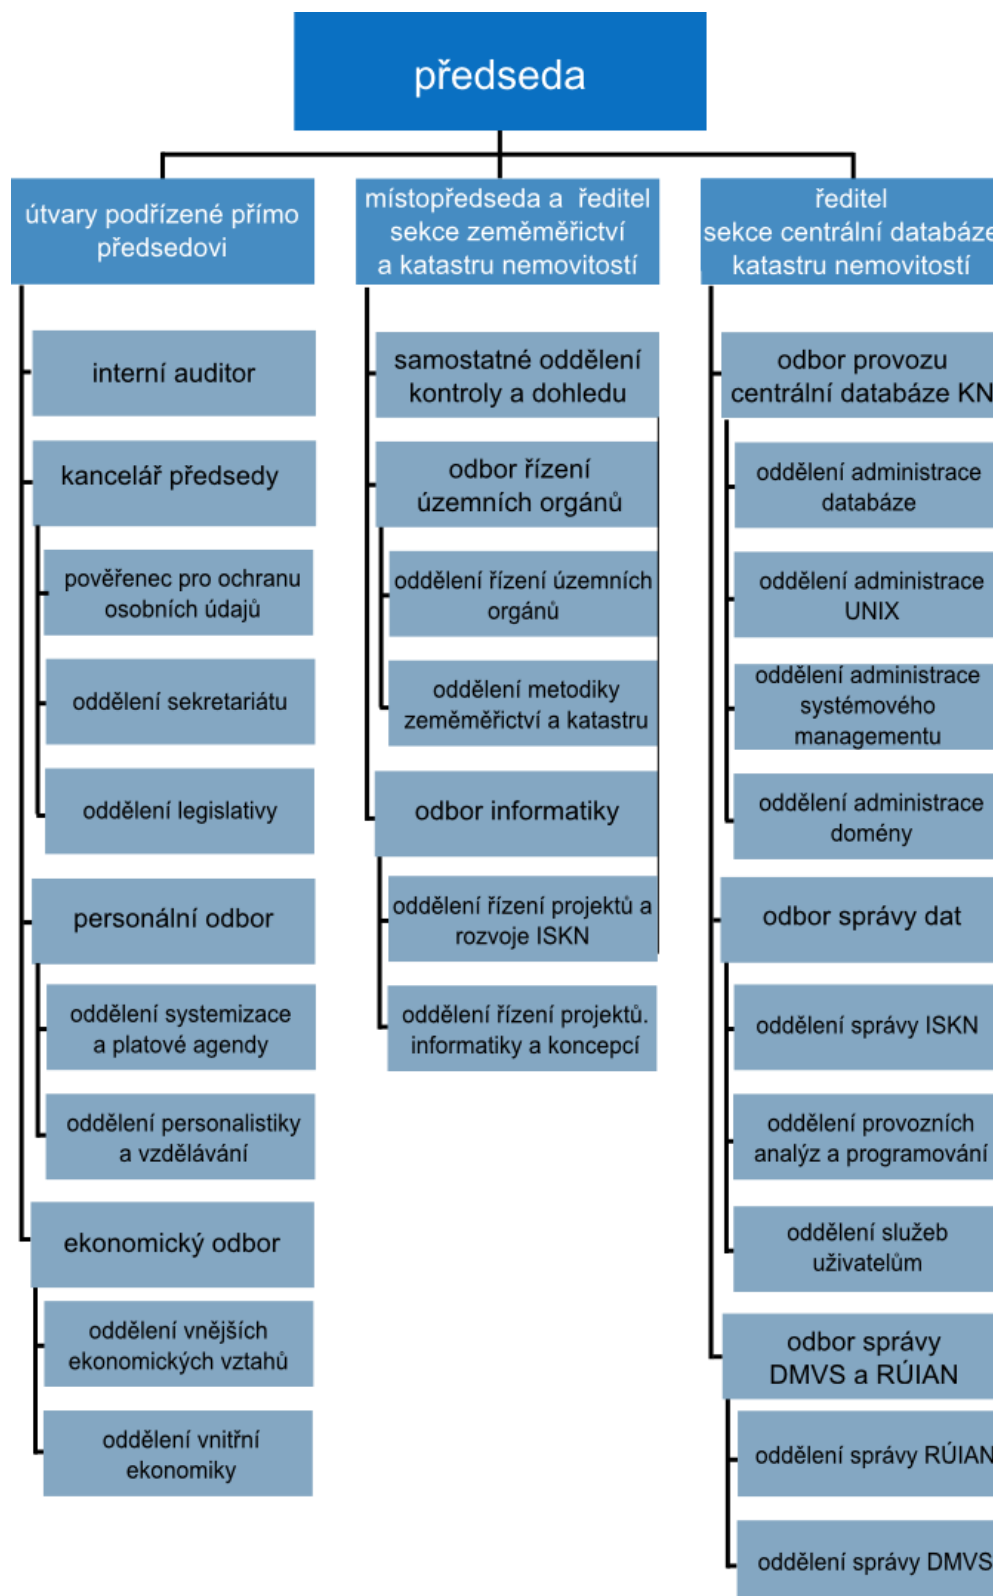 předseda
útvary podřízené přímo
předsedovi
interní auditor
kancelář předsedy
pověřenec pro ochranu
osobních údajů
oddělení sekretariátu
oddělení legislativy
personální odbor
oddělení systemizace
a platové agendy
oddělení personalistiky
a vzdělávání
ekonomický odbor
oddělení vnějších
ekonomických vztahů
oddělení vnitřní
ekonomiky
místopředseda a ředitel
sekce zeměměřictví
a katastru nemovitostí
samostatné oddělení
kontroly a dohledu
odbor řízení
územních orgánů
oddělení řízení územních
orgánů
oddělení metodiky
zeměměřictví a katastru
odbor informatiky
oddělení řízení projektů a
rozvoje ISKN
oddělení řízení projektů.
informatiky a koncepcí
ředitel
sekce centrální databáze
katastru nemovitostí
odbor provozu
centrální databáze KN
oddělení administrace
databáze
oddělení administrace
UNIX
oddělení administrace
systémového
managementu
oddělení administrace
domény
odbor správy dat
oddělení správy ISKN
oddělení provozních
analýz a programování
oddělení služeb
uživatelům
odbor správy
DMVS a RÚIAN
oddělení správy RÚIAN
oddělení správy DMVS